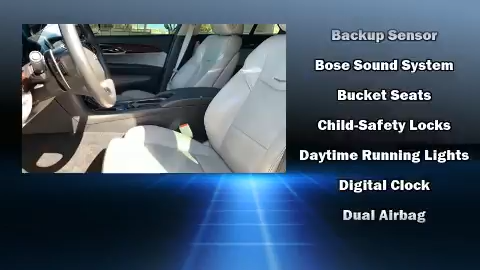 Backup Sensor
Bose Sound System
Bucket Seats
Child-Safety Locks
Daytime Running Lights
Digital Clock
Dual Airbag